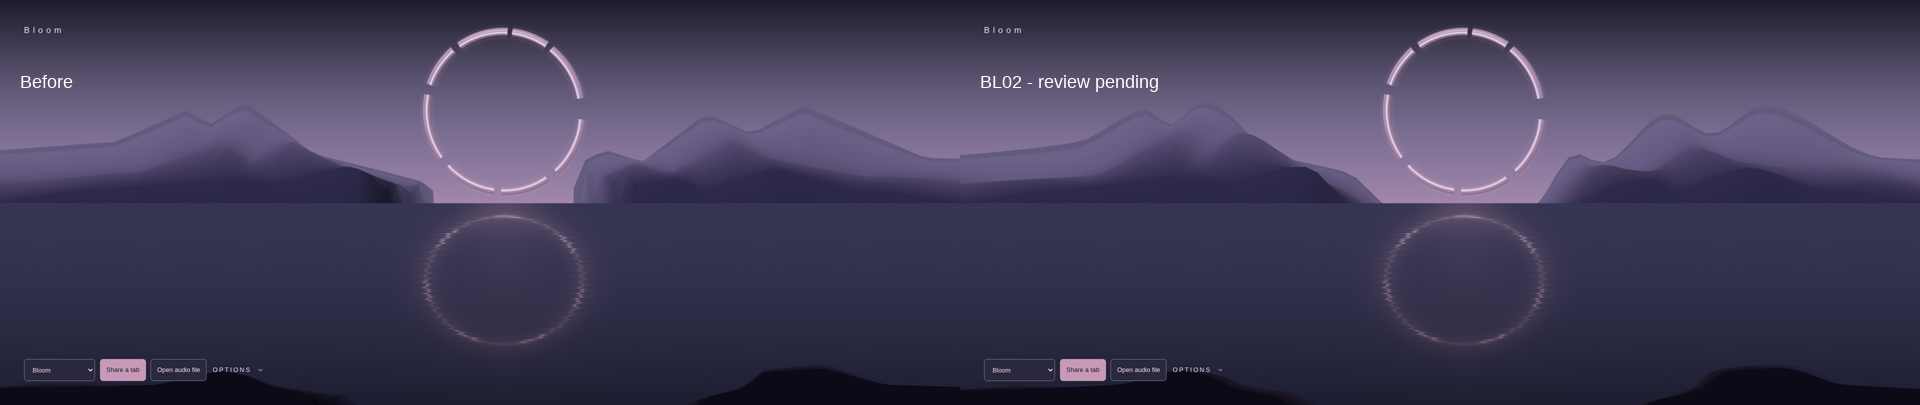 Bloom
Before
Bloom
Share a tab
Open audio file
OPTIONS
Bloom
BL02 - review pending
Bloom
Share a tab
Open audio file
OPTIONS